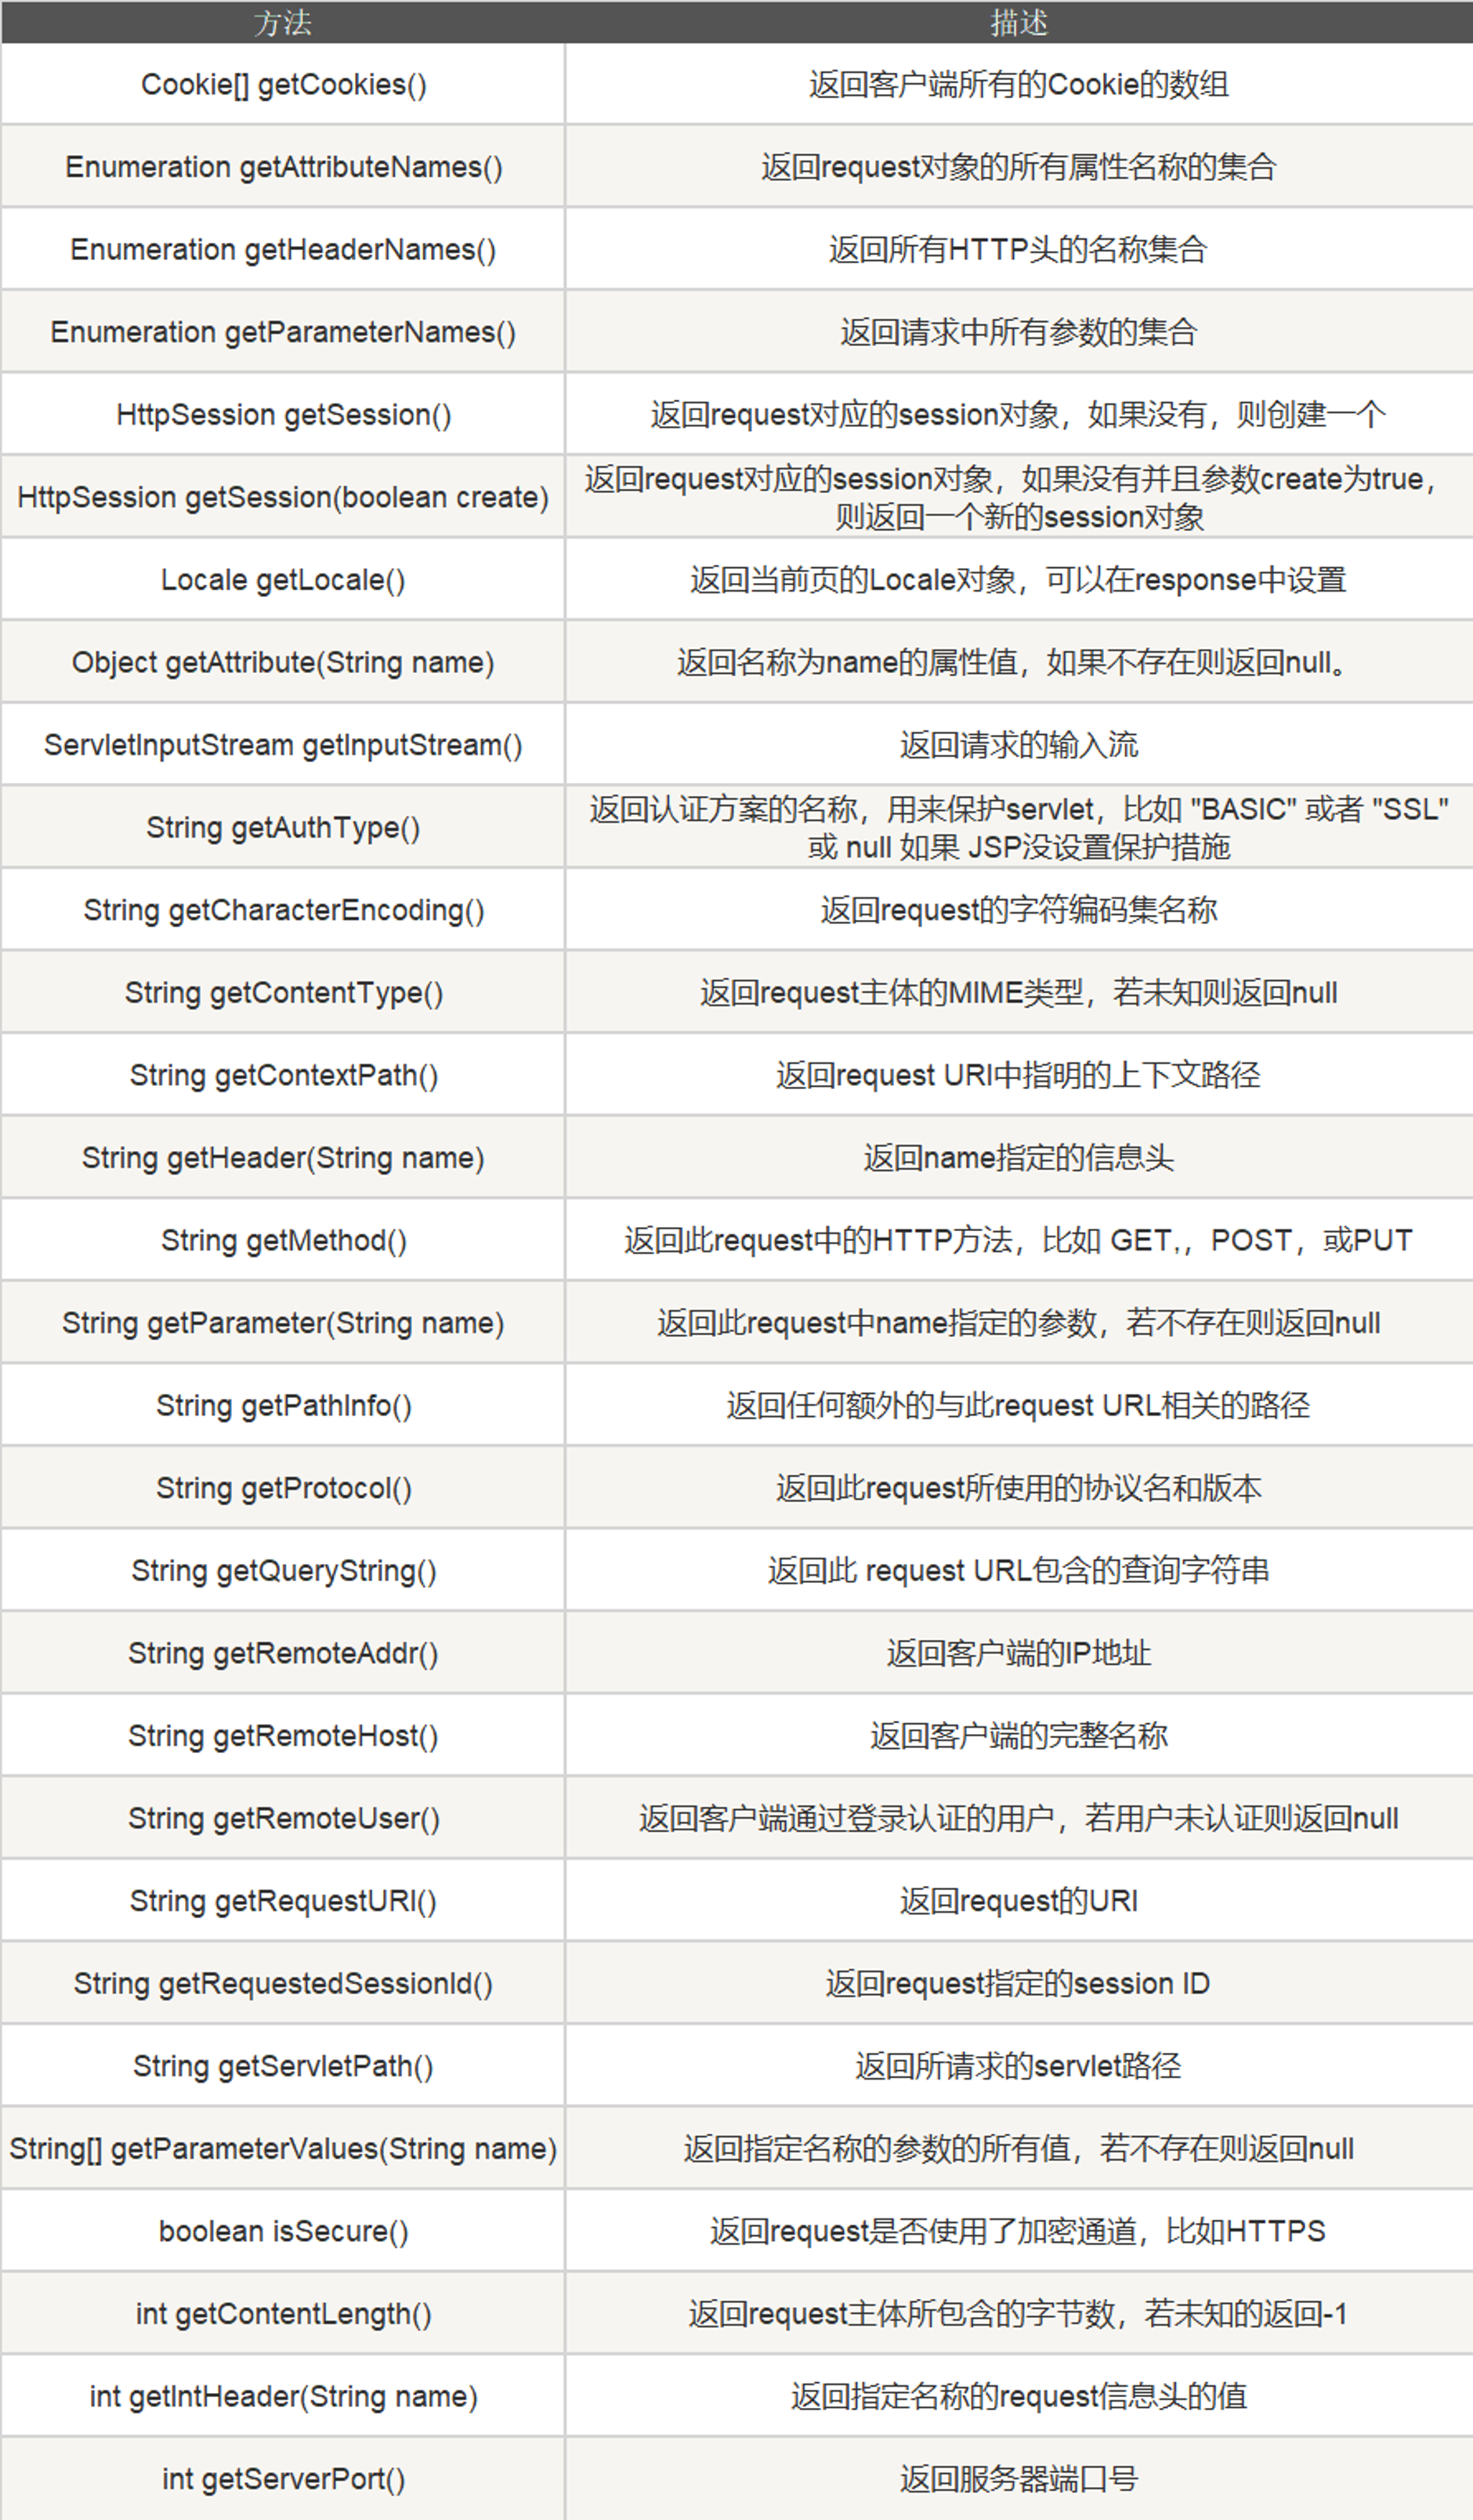 方法 描述
Cookie[] getCookies() 返回客户端所有的Cookie的数组
Enumeration getAttributeNames() 返回request对象的所有属性名称的集合
Enumeration getHeaderNames() 返回所有HTTP头的名称集合
Enumeration getParameterNames() 返回请求中所有参数的集合
HttpSession getSession() 返回request对应的session对象，如果没有，则创建一个
HttpSession getSession(boolean create) 返回request对应的session对象，如果没有并且参数create为true，
则返回一个新的session对象
Locale getLocale() 返回当前页的Locale对象，可以在response中设置
Object getAttribute(String name) 返回名称为name的属性值，如果不存在则返回null。
ServletInputStream getInputStream() 返回请求的输入流
String getAuthType() 返回认证方案的名称，用来保护servlet，比如 "BASIC" 或者 "SSL"
或 null 如果 JSP没设置保护措施
String getCharacterEncoding() 返回request的字符编码集名称
String getContentType() 返回request主体的MIME类型，若未知则返回null
String getContextPath() 返回request URI中指明的上下文路径
String getHeader(String name) 返回name指定的信息头
String getMethod() 返回此request中的HTTP方法，比如 GET,，POST，或PUT
String getParameter(String name) 返回此request中name指定的参数，若不存在则返回null
String getPathInfo() 返回任何额外的与此request URL相关的路径
String getProtocol() 返回此request所使用的协议名和版本
String getQueryString() 返回此 request URL包含的查询字符串
String getRemoteAddr() 返回客户端的IP地址
String getRemoteHost() 返回客户端的完整名称
String getRemoteUser() 返回客户端通过登录认证的用户，若用户未认证则返回null
String getRequestURI() 返回request的URI
String getRequestedSessionId() 返回request指定的session ID
String getServletPath() 返回所请求的servlet路径
String[] getParameterValues(String name) 返回指定名称的参数的所有值，若不存在则返回null
boolean isSecure() 返回request是否使用了加密通道，比如HTTPS
int getContentLength() 返回request主体所包含的字节数，若未知的返回-1
int getIntHeader(String name) 返回指定名称的request信息头的值
int getServerPort() 返回服务器端口号